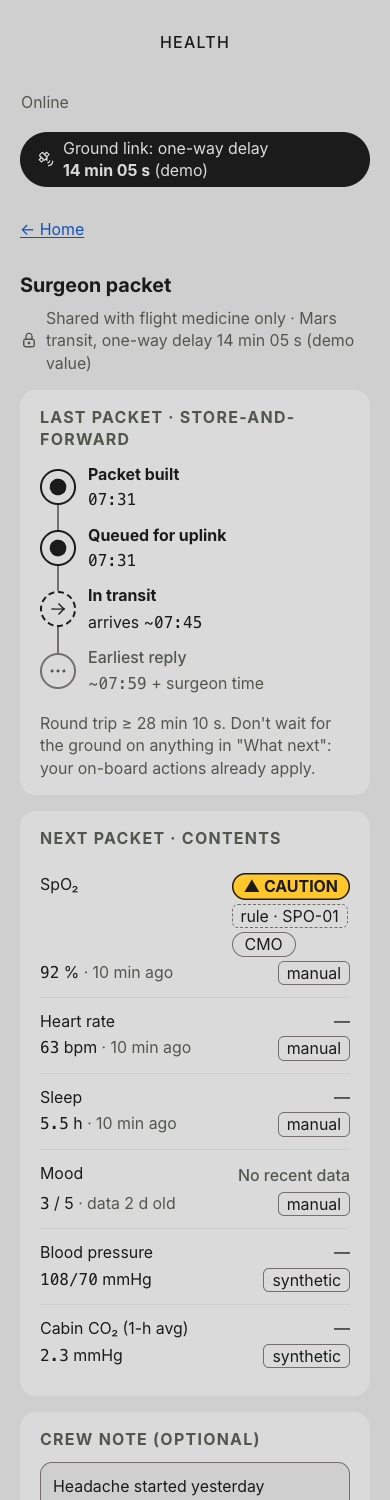 HEALTH
Online
Ground link: one-way delay
14 min 05 s (demo)
← Home
Surgeon packet
Shared with flight medicine only · Mars
transit, one-way delay 14 min 05 s (demo
value)
LAST PACKET · STORE-AND-
FORWARD
Packet built
07:31
Queued for uplink
07:31
In transit
arrives ~07:45
Earliest reply
~07:59 + surgeon time
Round trip ≥ 28 min 10 s. Don't wait for
the ground on anything in "What next":
your on-board actions already apply.
NEXT PACKET · CONTENTS
SpO₂
CAUTION
rule · SPO-01
CMO
92 % · 10 min ago
manual
Heart rate
—
63 bpm · 10 min ago
manual
Sleep
—
5.5 h · 10 min ago
manual
Mood
No recent data
3 / 5 · data 2 d old
manual
Blood pressure
—
108/70 mmHg
synthetic
Cabin CO₂ (1-h avg)
—
2.3 mmHg
synthetic
CREW NOTE (OPTIONAL)
Headache started yesterday